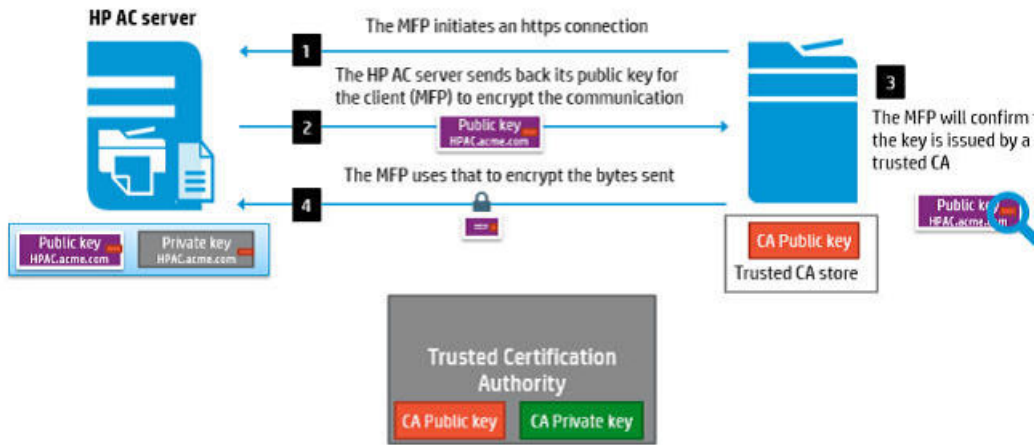 HP AC server
The MFP initiates an https connection
1
The HP AC server sends back its public key for
the client (MFP) to encrypt the communication
2
Public key
HPAC.acme.com
3
The MFP will confirm
the key is issued by a
trusted CA
The MFP uses that to encrypt the bytes sent
4
Public key
HPAC.acme.com
Public key
HPAC.acme.com
Private key
HPAC.acme.com
CA Public key
Trusted CA store
Trusted Certification
Authority
CA Public key
CA Private key